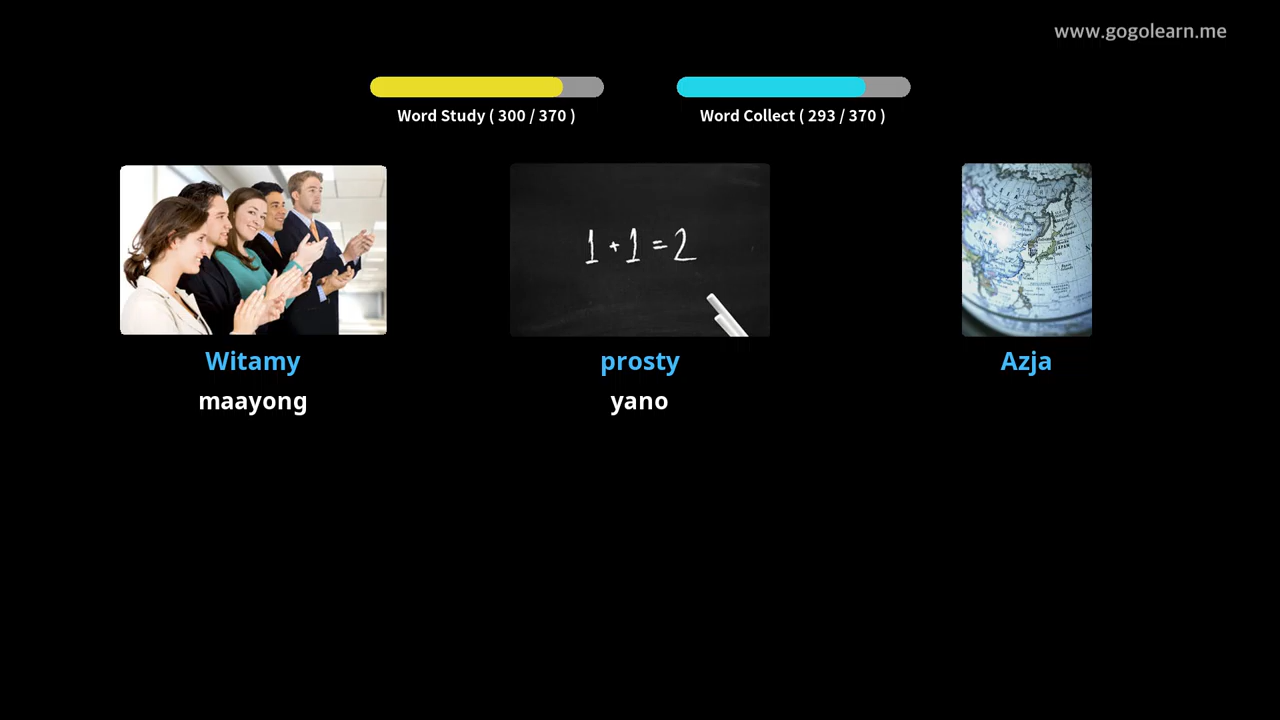 www.gogolearn.me
Word Study ( 300 / 370 )
Word Collect ( 293 / 370 )
1 + 1 = 2
JAPAN
Witamy
prosty
Azja
maayong
yano